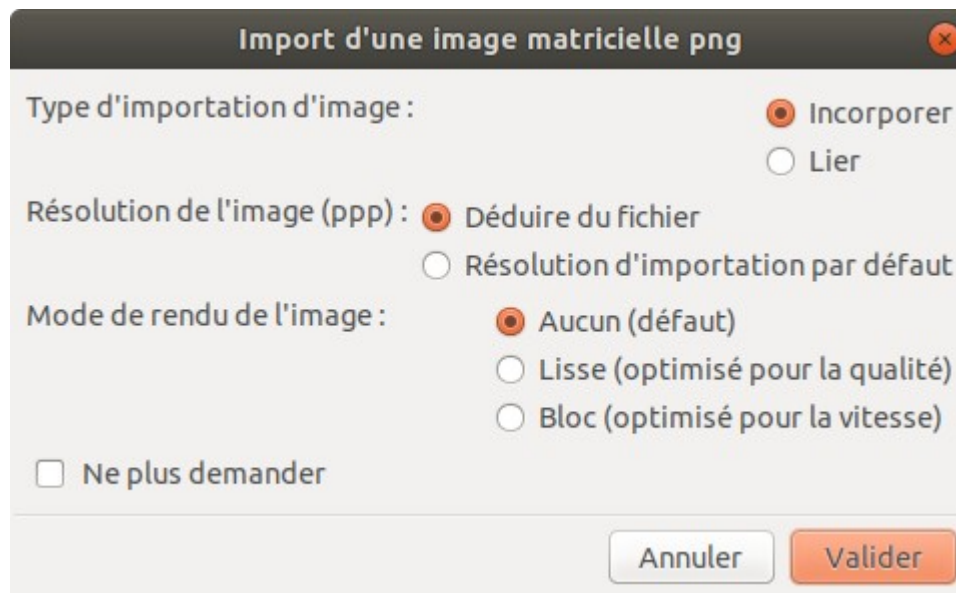 Import d'une image matricielle png
Type d'importation d'image :
Incorporer
Lier
Résolution de l'image (ppp) :
Déduire du fichier
Résolution d'importation par défaut
Mode de rendu de l'image :
Aucun (défaut)
Lisse (optimisé pour la qualité)
Bloc (optimisé pour la vitesse)
Ne plus demander
Annuler
Valider